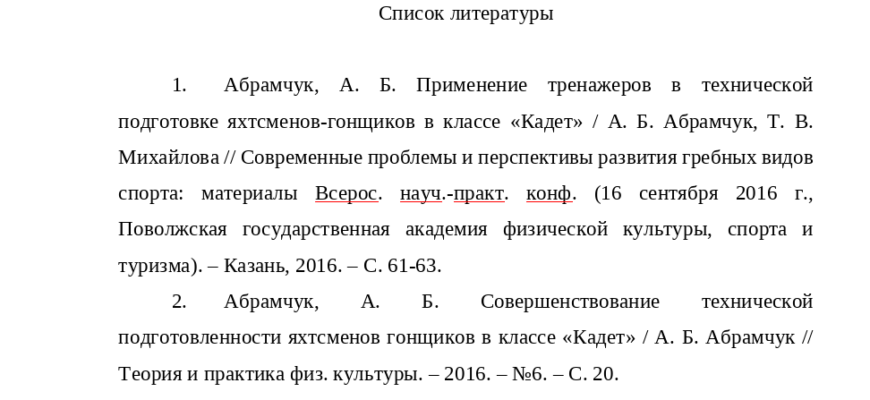 Список литературы
1. Абрамчук, А. Б. Применение тренажеров в технической
подготовке яхтсменов-гонщиков в классе «Кадет» / А. Б. Абрамчук, Т. В.
Михайлова // Современные проблемы и перспективы развития гребных видов
спорта: материалы Всерос. науч.-практ. конф. (16 сентября 2016 г.,
Поволжская государственная академия физической культуры, спорта и
туризма). – Казань, 2016. – С. 61-63.
2. Абрамчук, А. Б. Совершенствование технической
подготовленности яхтсменов гонщиков в классе «Кадет» / А. Б. Абрамчук //
Теория и практика физ. культуры. – 2016. – №6. – С. 20.